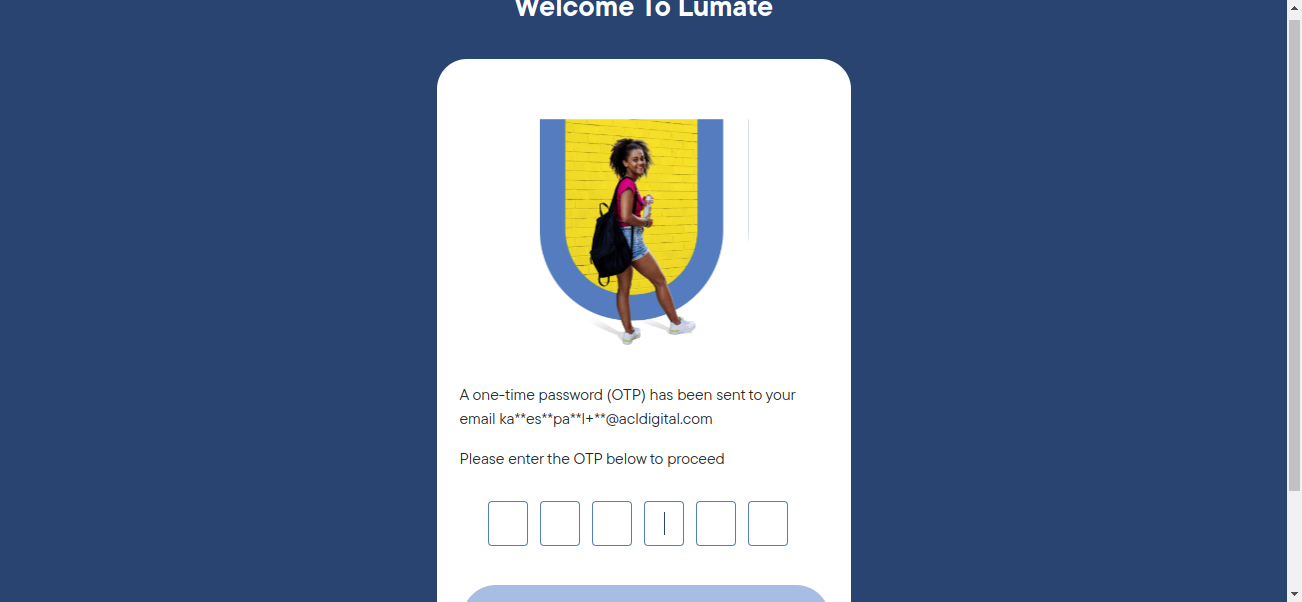 Welcome To Lumate
A one-time password (OTP) has been sent to your
email ka**es**pa**l+**@acldigital.com
Please enter the OTP below to proceed